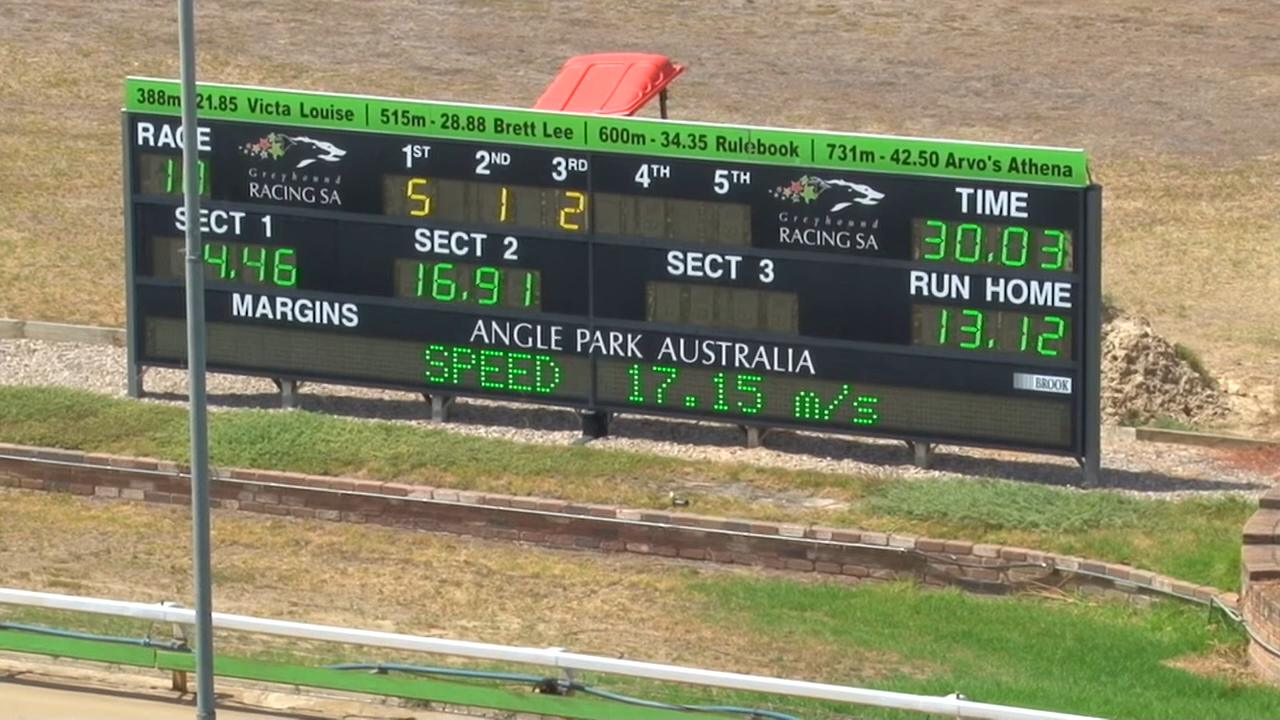 388m 21.85 Victa Louise | 515m - 28.88 Brett Lee | 600m - 34.35 Rulebook | 731m - 42.50 Arvo's Athena
RACE
Greyhound
RACING SA
1ST 2ND 3RD 4TH 5TH
5 1 2
Greyhound
RACING SA
TIME
30.03
SECT 1
4.46
SECT 2
16.91
SECT 3
RUN HOME
13.12
MARGINS
ANGLE PARK AUSTRALIA
BROOK
SPEED 17.15 m/s